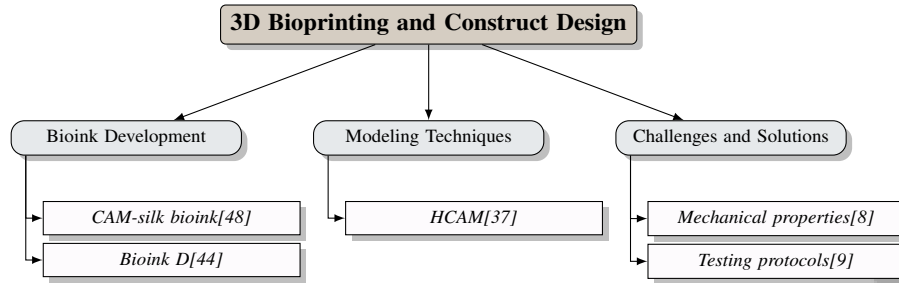 3D Bioprinting and Construct Design
Bioink Development
Modeling Techniques
Challenges and Solutions
CAM-silk bioink[48]
HCAM[37]
Mechanical properties[8]
Bioink D[44]
Testing protocols[9]